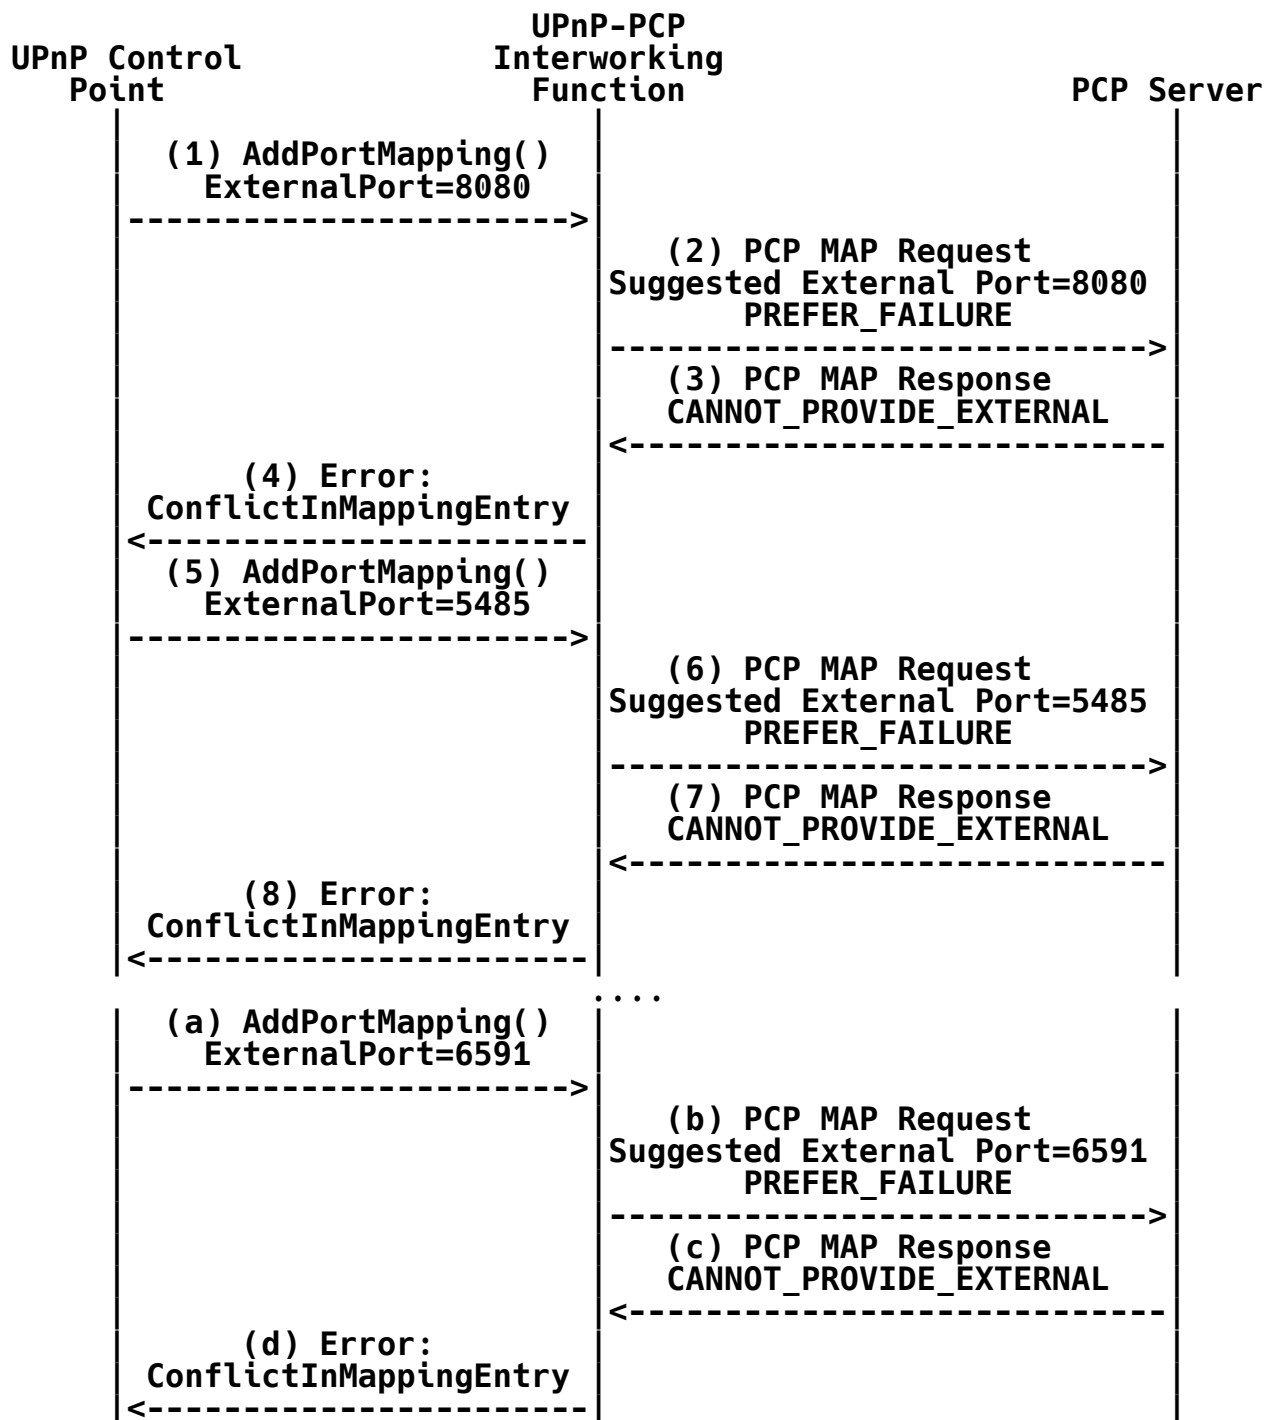 UPnP-PCP
UPnP Control Interworking
Point Function PCP Server
(1) AddPortMapping()
ExternalPort=8080
(2) PCP MAP Request
Suggested External Port=8080
PREFER_FAILURE
(3) PCP MAP Response
CANNOT_PROVIDE_EXTERNAL
(4) Error:
ConflictInMappingEntry
(5) AddPortMapping()
ExternalPort=5485
(6) PCP MAP Request
Suggested External Port=5485
PREFER_FAILURE
(7) PCP MAP Response
CANNOT_PROVIDE_EXTERNAL
(8) Error:
ConflictInMappingEntry
....
(a) AddPortMapping()
ExternalPort=6591
(b) PCP MAP Request
Suggested External Port=6591
PREFER_FAILURE
(c) PCP MAP Response
CANNOT_PROVIDE_EXTERNAL
(d) Error:
ConflictInMappingEntry